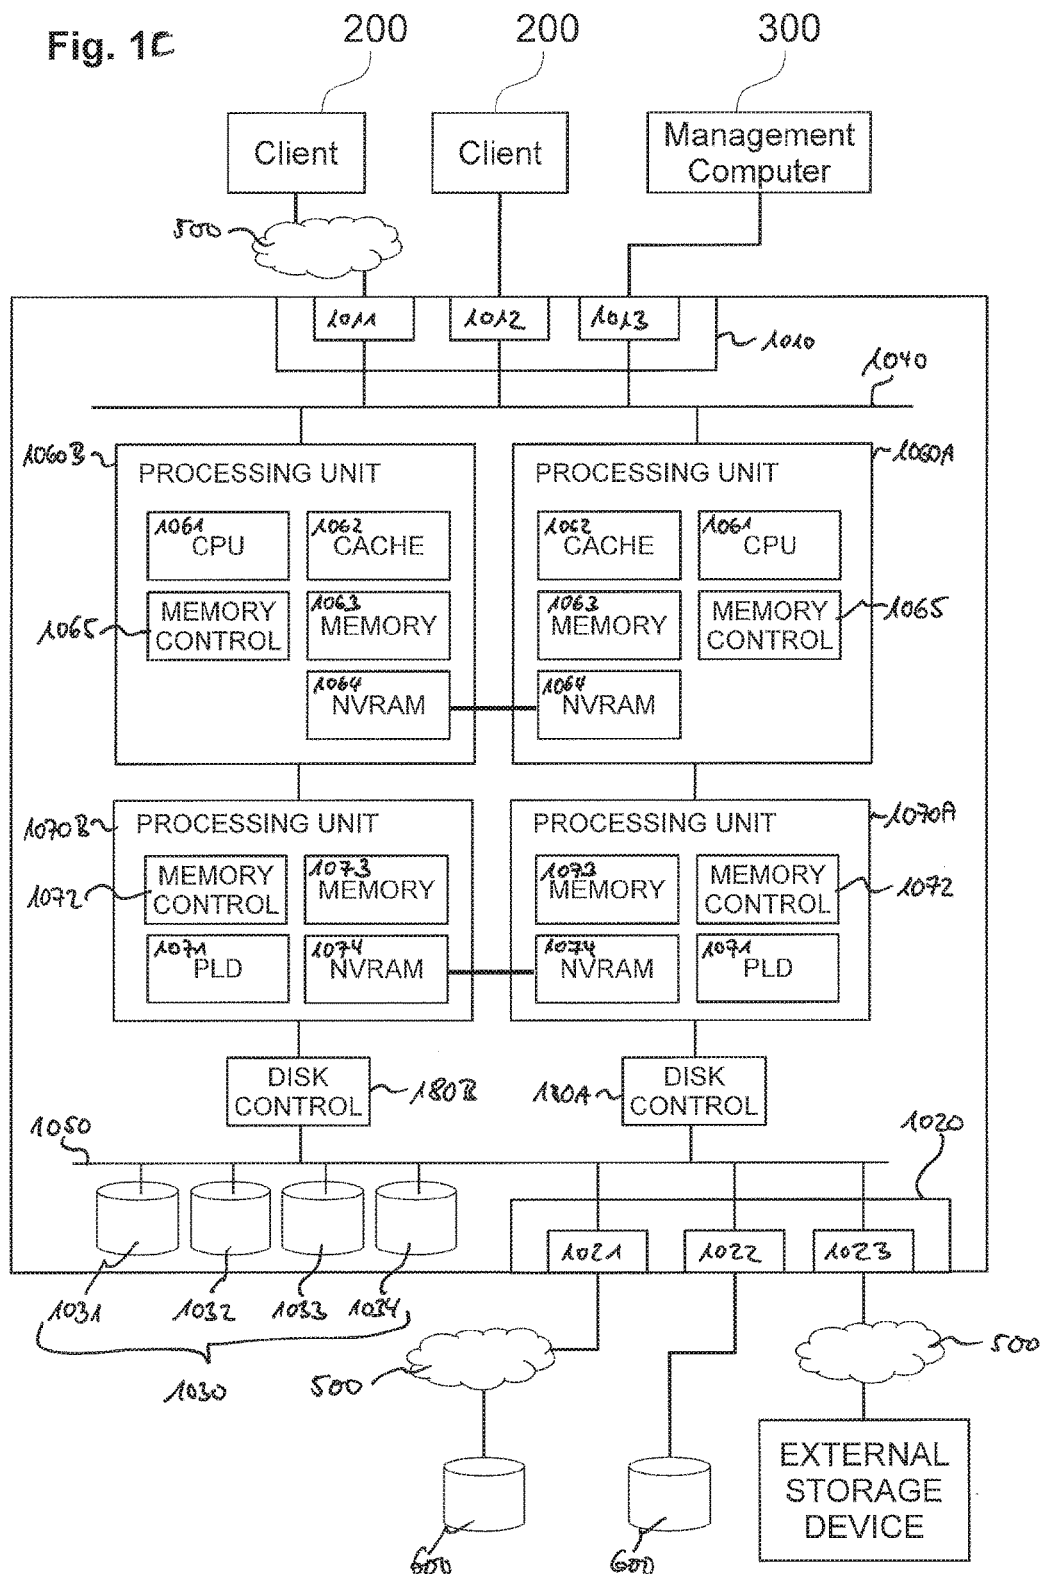 Fig. 1C
200 200 300
Client Client Management
Computer
500
1011 1012 1013
1010
1040
1060B 1060A
PROCESSING UNIT PROCESSING UNIT
1061 1062 1062 1061
CPU CACHE CACHE CPU
MEMORY 1063 1063 MEMORY
1065 CONTROL MEMORY MEMORY CONTROL 1065
1064 1064
NVRAM NVRAM
1070B PROCESSING UNIT PROCESSING UNIT 1070A
MEMORY 1073 1073 MEMORY
1072 CONTROL MEMORY MEMORY CONTROL 1072
1071 1074 1074 1071
PLD NVRAM NVRAM PLD
DISK DISK
CONTROL 180B 180A CONTROL
1050 1020
1021 1022 1023
1031 1032 1033 1034
1030
500 500
EXTERNAL
STORAGE
DEVICE
600 600